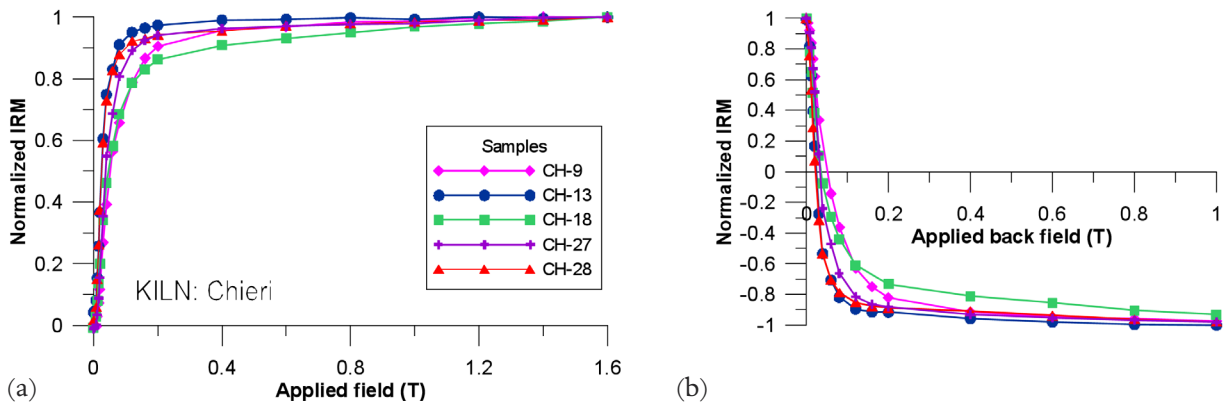 Normalized IRM
1
0.8
0.6
0.4
0.2
0
0
0.4
0.8
1.2
1.6
Applied field (T)
Samples
CH-9
CH-13
CH-18
CH-27
CH-28
KILN: Chieri
(a)
Normalized IRM
1
0.8
0.6
0.4
0.2
0
-0.2
-0.4
-0.6
-0.8
-1
0
0.2
0.4
0.6
0.8
1
Applied back field (T)
(b)